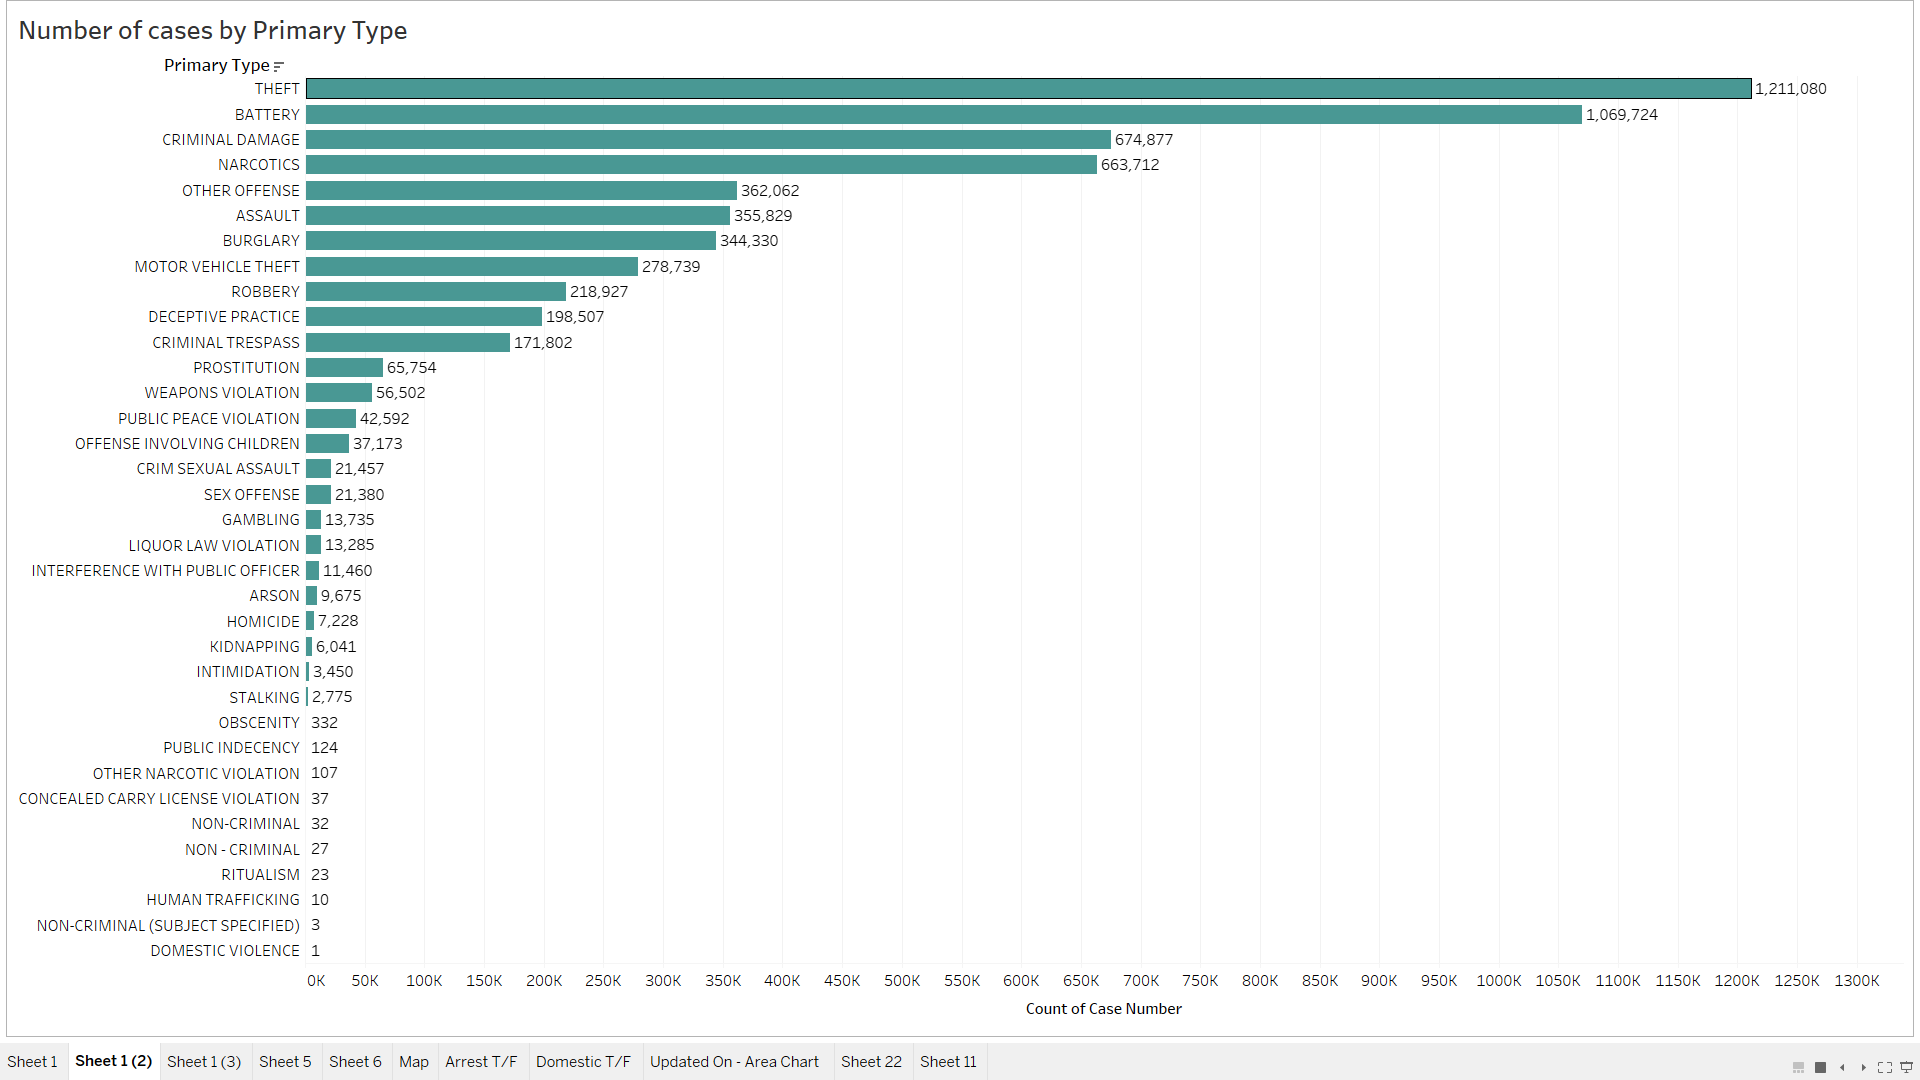 Number of cases by Primary Type
Primary Type
THEFT 1,211,080
BATTERY 1,069,724
CRIMINAL DAMAGE 674,877
NARCOTICS 663,712
OTHER OFFENSE 362,062
ASSAULT 355,829
BURGLARY 344,330
MOTOR VEHICLE THEFT 278,739
ROBBERY 218,927
DECEPTIVE PRACTICE 198,507
CRIMINAL TRESPASS 171,802
PROSTITUTION 65,754
WEAPONS VIOLATION 56,502
PUBLIC PEACE VIOLATION 42,592
OFFENSE INVOLVING CHILDREN 37,173
CRIM SEXUAL ASSAULT 21,457
SEX OFFENSE 21,380
GAMBLING 13,735
LIQUOR LAW VIOLATION 13,285
INTERFERENCE WITH PUBLIC OFFICER 11,460
ARSON 9,675
HOMICIDE 7,228
KIDNAPPING 6,041
INTIMIDATION 3,450
STALKING 2,775
OBSCENITY 332
PUBLIC INDECENCY 124
OTHER NARCOTIC VIOLATION 107
CONCEALED CARRY LICENSE VIOLATION 37
NON-CRIMINAL 32
NON - CRIMINAL 27
RITUALISM 23
HUMAN TRAFFICKING 10
NON-CRIMINAL (SUBJECT SPECIFIED) 3
DOMESTIC VIOLENCE 1
0K 50K 100K 150K 200K 250K 300K 350K 400K 450K 500K 550K 600K 650K 700K 750K 800K 850K 900K 950K 1000K 1050K 1100K 1150K 1200K 1250K 1300K
Count of Case Number
Sheet 1 Sheet 1 (2) Sheet 1 (3) Sheet 5 Sheet 6 Map Arrest T/F Domestic T/F Updated On - Area Chart Sheet 22 Sheet 11